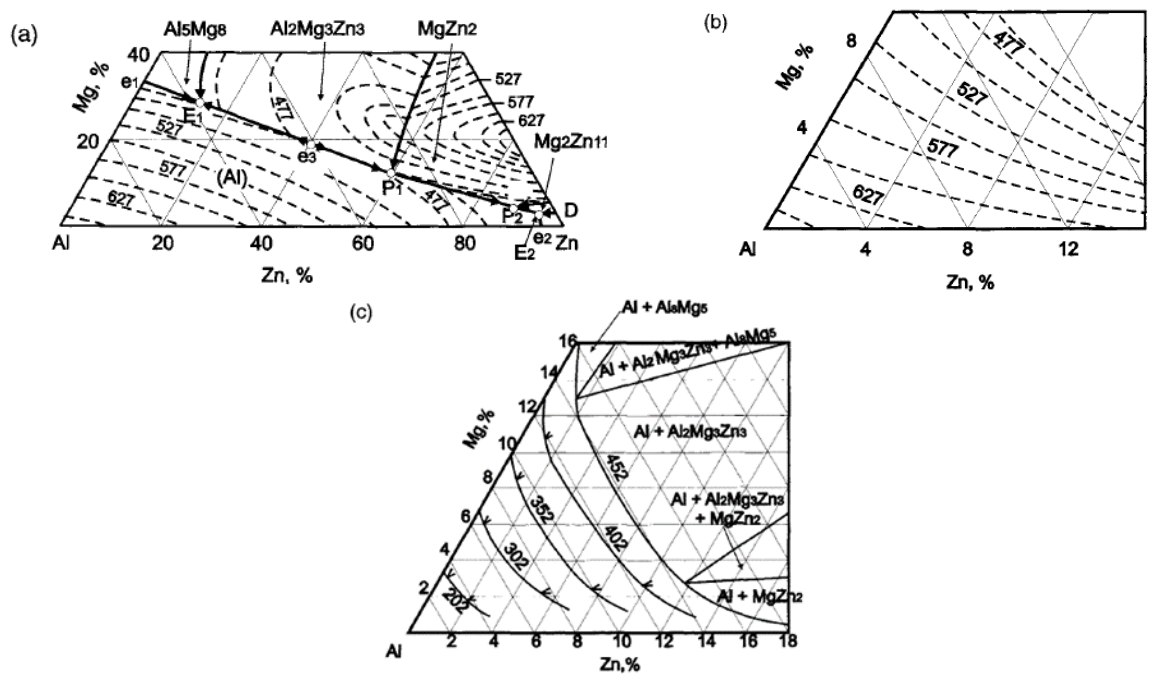 (a)
Al5Mg8
Al2Mg3Zn3
MgZn2
40
e1
Mg, %
E1
477
527
577
627
Mg2Zn11
20
527
e3
577
(Al)
P1
627
477
P2
D
e2
E2
Al
20
40
60
80
Zn
Zn, %
(b)
8
Mg, %
477
527
4
577
627
Al
4
8
12
Zn, %
(c)
Al + Al8Mg5
16
Al + Al2Mg3Zn3+ Al8Mg5
14
12
Mg,%
Al + Al2Mg3Zn3
10
452
8
Al + Al2Mg3Zn3
+ MgZn2
352
6
402
302
4
Al + MgZn2
2
202
Al
2
4
6
8
10
12
14
16
18
Zn,%